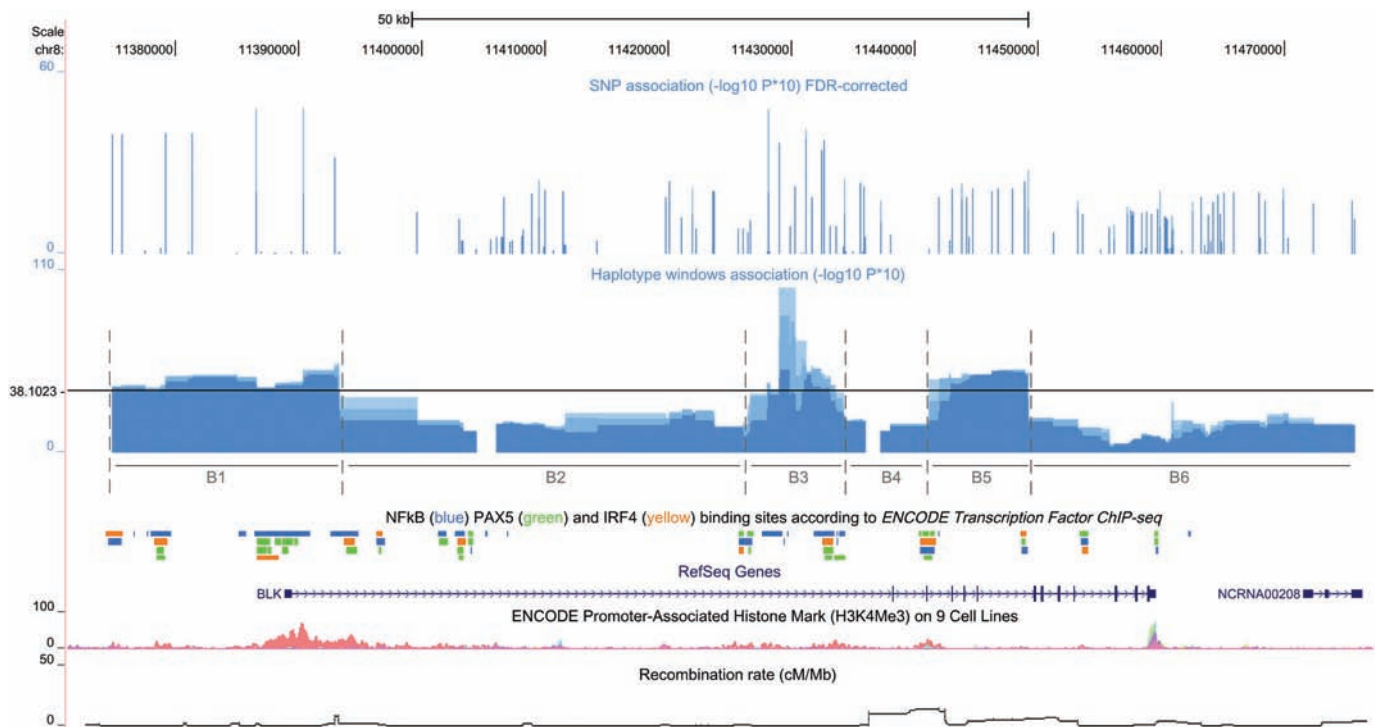 50 kb
Scale
chr8: 11380000 11390000 11400000 11410000 11420000 11430000 11440000 11450000 11460000 11470000
60
SNP association (-log10 P*10) FDR-corrected
0
110
Haplotype windows association (-log10 P*10)
38.1023 -
0
B1 B2 B3 B4 B5 B6
NFkB (blue) PAX5 (green) and IRF4 (yellow) binding sites according to ENCODE Transcription Factor ChIP-seq
RefSeq Genes
BLK NCRNA00208
100
ENCODE Promoter-Associated Histone Mark (H3K4Me3) on 9 Cell Lines
0
50
Recombination rate (cM/Mb)
0